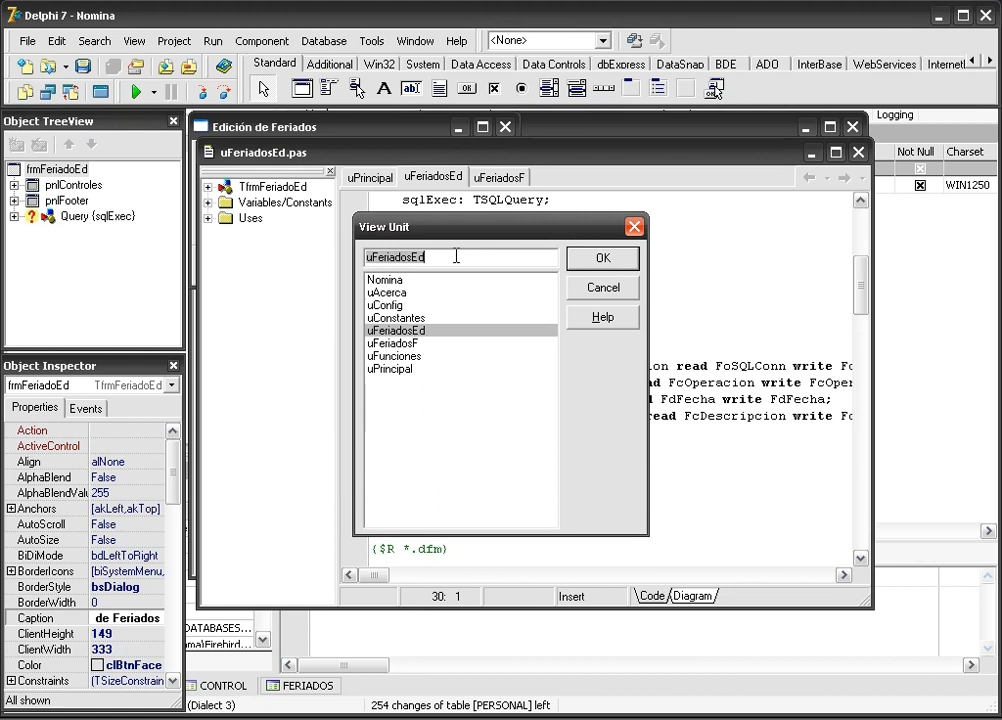 Delphi 7 - Nomina
File Edit Search View Project Run Component Database Tools Window Help <None>
Standard Additional Win32 System Data Access Data Controls dbExpress DataSnap BDE ADO InterBase WebServices
Object TreeView
frmFeriadoEd
pnlControles
pnlFooter
Query {sqlExec}
Edición de Feriados
uFeriadosEd.pas
TfrmFeriadoEd
Variables/Constants
Uses
uPrincipal uFeriadosEd uFeriadosF
sqlExec: TSQLQuery;
View Unit
uFeriadosEd
Nomina
uAcerca
uConfig
uConstantes
uFeriadosEd
uFeriadosF
uFunciones
uPrincipal
OK
Cancel
Help
ion read FoSQLConn write Fo
ad FcOperacion write FcOper
d FdFecha write FdFecha;
read FcDescripcion write Fc
{$R *.dfm}
30: 1 Insert Code Diagram
Logging
Not Null Charset
WIN1250
Object Inspector
frmFeriadoEd TfrmFeriadoEd
Properties Events
Action
ActiveControl
Align alNone
AlphaBlend False
AlphaBlendValu 255
Anchors [akLeft,akTop]
AutoScroll False
AutoSize False
BiDiMode bdLeftToRight
BorderIcons [biSystemMenu,
BorderStyle bsDialog
BorderWidth 0
Caption de Feriados
ClientHeight 149
ClientWidth 333
Color clBtnFace
Constraints (TSizeConstrain
All shown
DATABASES...
CONTROL FERIADOS
(Dialect 3) 254 changes of table [PERSONAL] left